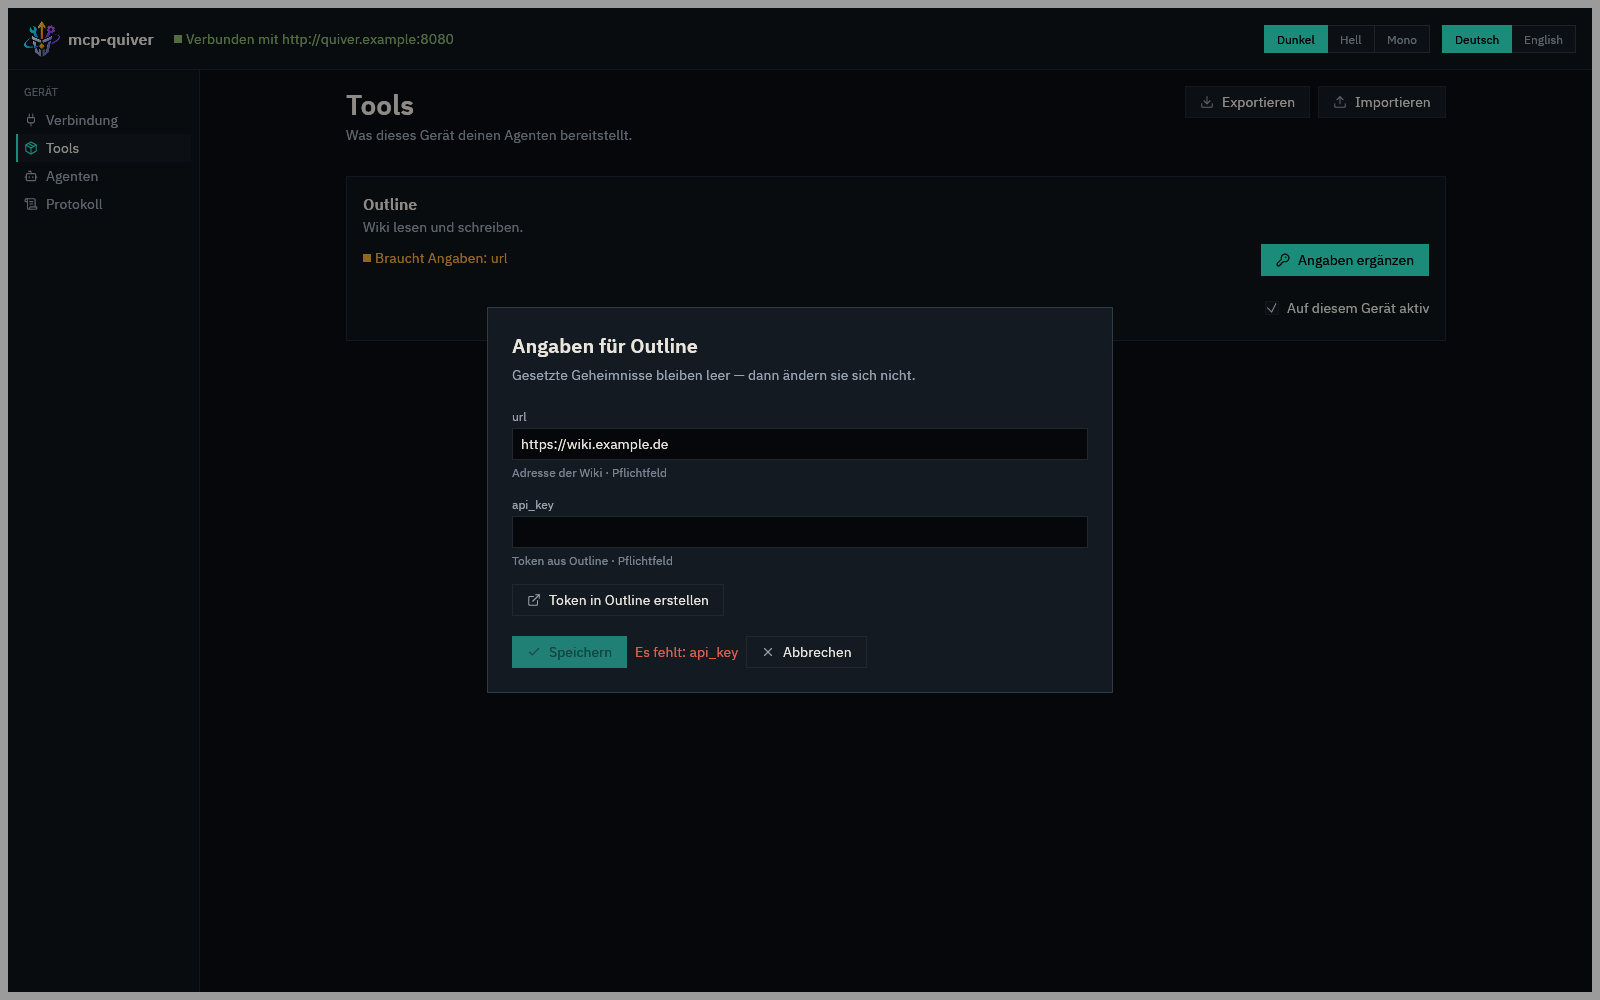 mcp-quiver
Verbunden mit http://quiver.example:8080
Dunkel Hell Mono Deutsch English
GERÄT
Verbindung
Tools
Agenten
Protokoll
Tools
Was dieses Gerät deinen Agenten bereitstellt.
Exportieren Importieren
Outline
Wiki lesen und schreiben.
Braucht Angaben: url
Angaben ergänzen
Auf diesem Gerät aktiv
Angaben für Outline
Gesetzte Geheimnisse bleiben leer — dann ändern sie sich nicht.
url
https://wiki.example.de
Adresse der Wiki · Pflichtfeld
api_key
Token aus Outline · Pflichtfeld
Token in Outline erstellen
Speichern Es fehlt: api_key Abbrechen